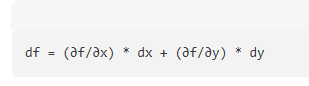 df = (∂f/∂x) * dx + (∂f/∂y) * dy